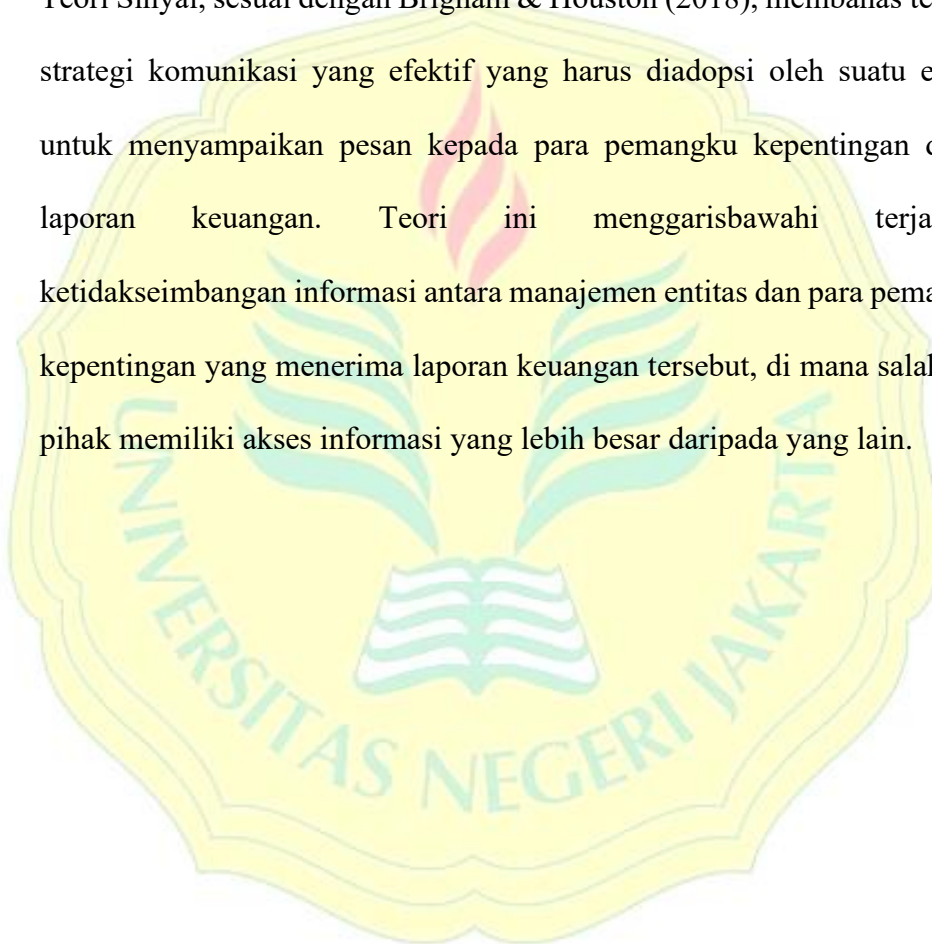 Teori Sinyal, sesuai dengan Brigham & Houston (2018), membahas
strategi komunikasi yang efektif yang harus diadopsi oleh suatu
untuk menyampaikan pesan kepada para pemangku kepentingan
laporan keuangan. Teori ini menggarisbawahi
ketidakseimbangan informasi antara manajemen entitas dan para
kepentingan yang menerima laporan keuangan tersebut, di mana
pihak memiliki akses informasi yang lebih besar daripada yang lain.
UNIVERSITAS NEGERI JAKARTA